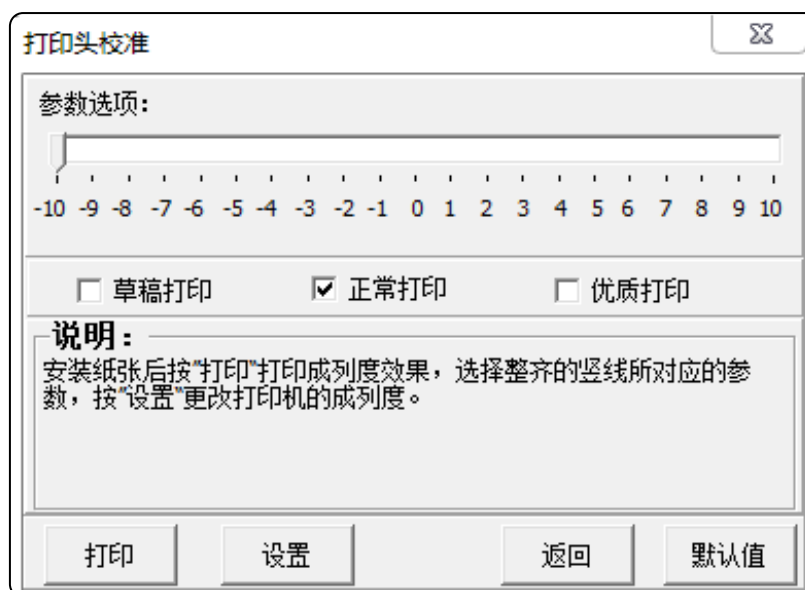 打印头校准
参数选项：
-10 -9 -8 -7 -6 -5 -4 -3 -2 -1 0 1 2 3 4 5 6 7 8 9 10
草稿打印 正常打印 优质打印
说明：
安装纸张后按"打印"打印成列度效果，选择整齐的竖线所对应的参
数，按"设置"更改打印机的成列度。
打印 设置 返回 默认值